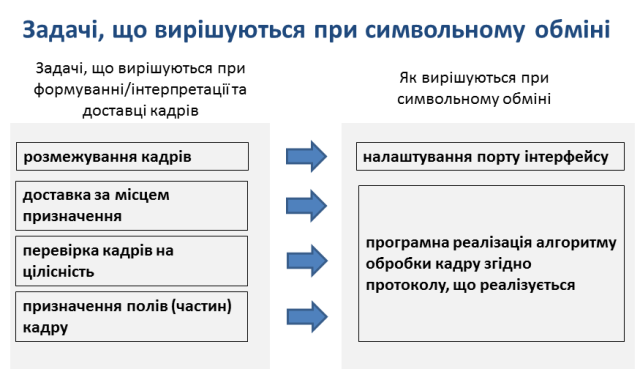 Задачі, що вирішуються при символьному обміні
Задачі, що вирішуються при
формуванні/інтерпретації та
доставці кадрів
Як вирішуються при
символьному обміні
розмежування кадрів
налаштування порту інтерфейсу
доставка за місцем
призначення
перевірка кадрів на
цілісність
призначення полів (частин)
кадру
програмна реалізація алгоритму
обробки кадру згідно
протоколу, що реалізується